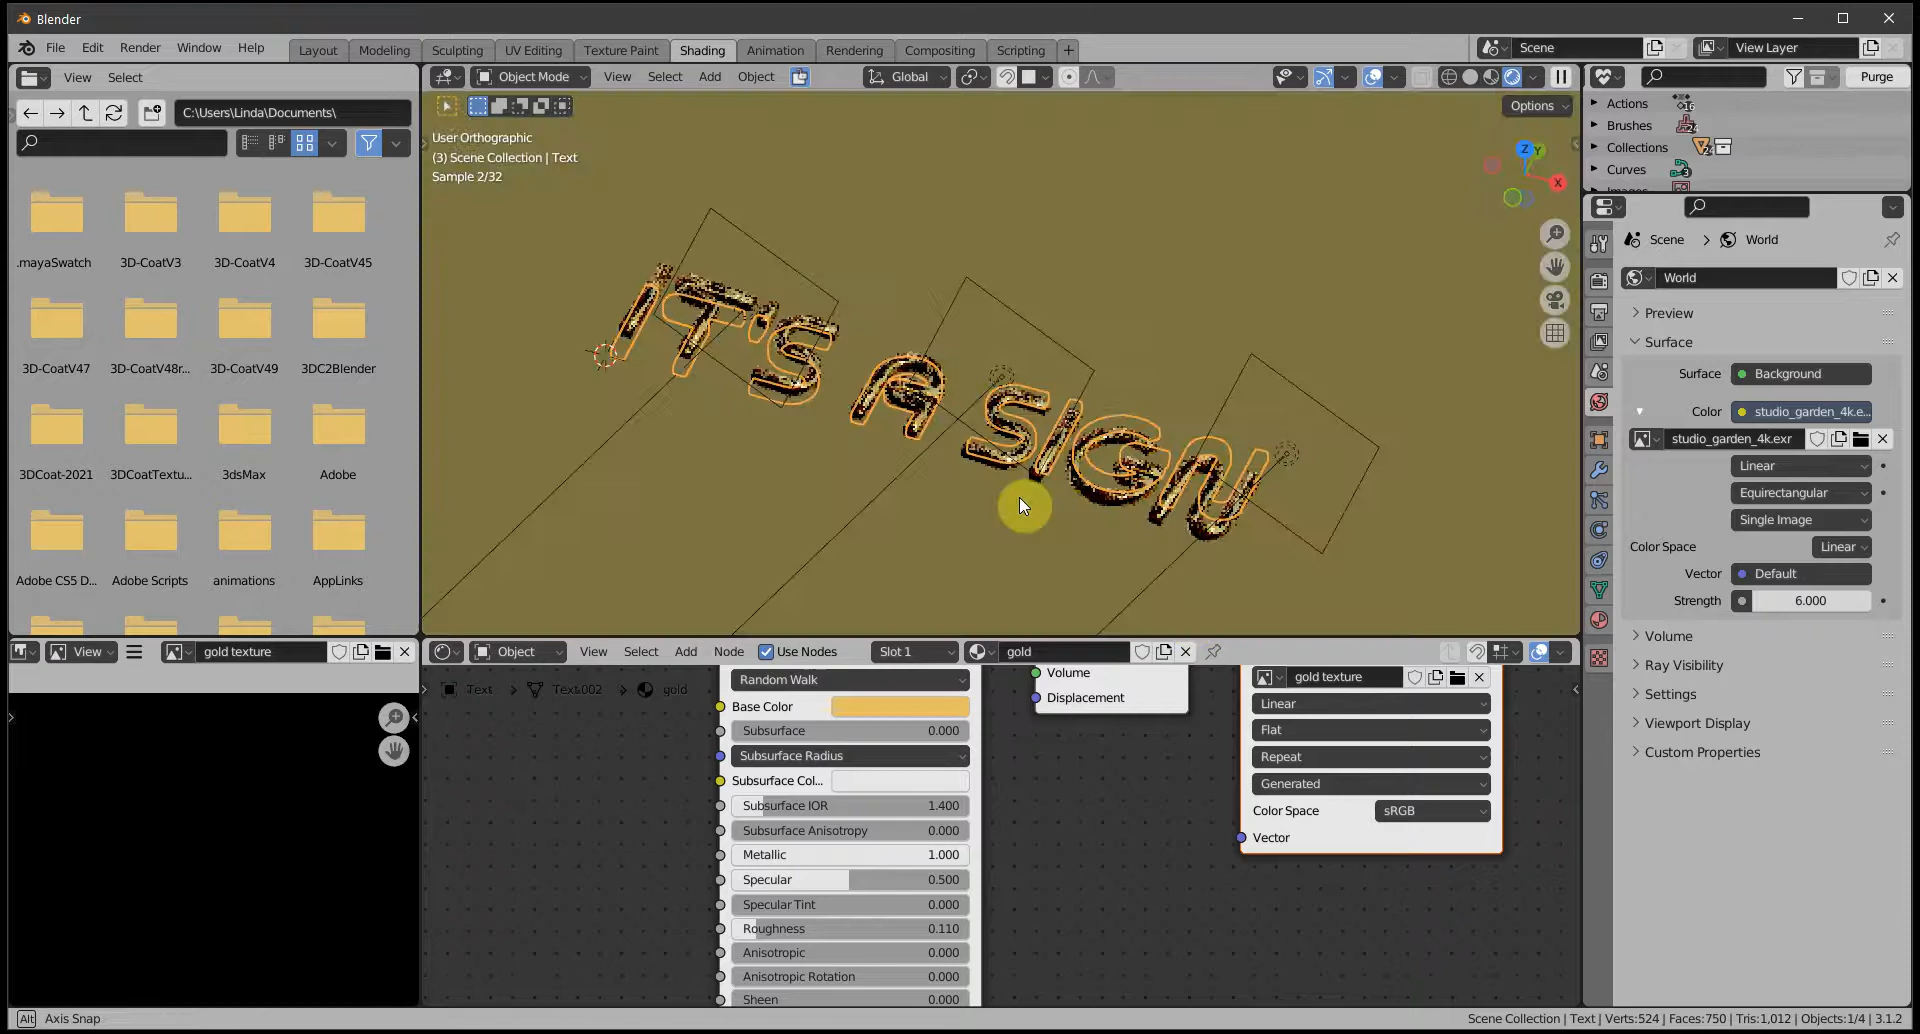 Blender
File Edit Render Window Help Layout Modeling Sculpting UV Editing Texture Paint Shading Animation Rendering Compositing Scripting + Scene View Layer
View Select
Object Mode View Select Add Object Global Purge
C:\Users\Linda\Documents\
Options
User Orthographic
(3) Scene Collection | Text
Sample 2/32
Z Y
X
Actions 16
Brushes
Collections
Curves 3
.mayaSwatch 3D-CoatV3 3D-CoatV4 3D-CoatV45
3D-CoatV47 3D-CoatV48r... 3D-CoatV49 3DC2Blender
3DCoat-2021 3DCoatTextu... 3dsMax Adobe
Adobe CS5 D... Adobe Scripts animations AppLinks
IT'S A SIGN
Scene World
World
Preview
Surface
Surface Background
Color studio_garden_4k.e...
studio_garden_4k.exr
Linear
Equirectangular
Single Image
Color Space Linear
Vector Default
Strength 6.000
Volume
Ray Visibility
Settings
Viewport Display
Custom Properties
View gold texture
Object View Select Add Node Use Nodes Slot 1 gold
Text Text.002 gold
Random Walk
Base Color
Subsurface 0.000
Subsurface Radius
Subsurface Col...
Subsurface IOR 1.400
Subsurface Anisotropy 0.000
Metallic 1.000
Specular 0.500
Specular Tint 0.000
Roughness 0.110
Anisotropic 0.000
Anisotropic Rotation 0.000
Sheen 0.000
Volume
Displacement
gold texture
Linear
Flat
Repeat
Generated
Color Space sRGB
Vector
Alt Axis Snap
Scene Collection | Text | Verts:524 | Faces:750 | Tris:1,012 | Objects:1/4 | 3.1.2